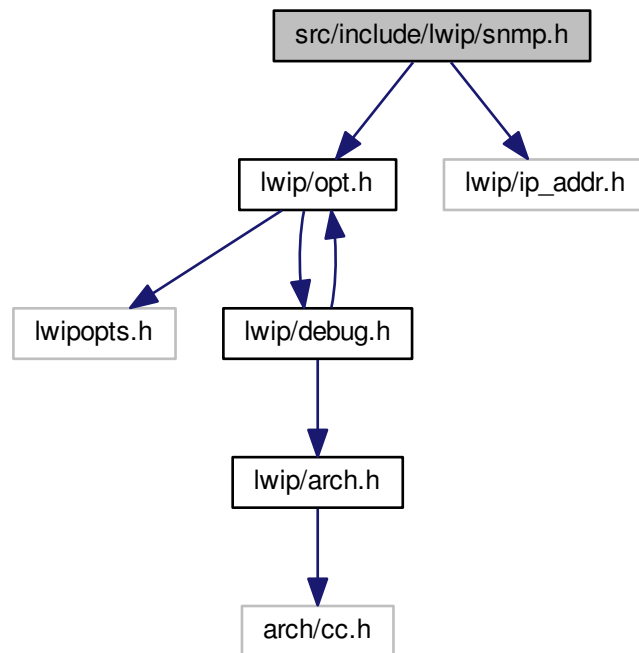 src/include/lwip/snmp.h
lwip/opt.h
lwip/ip_addr.h
lwipopts.h
lwip/debug.h
lwip/arch.h
arch/cc.h